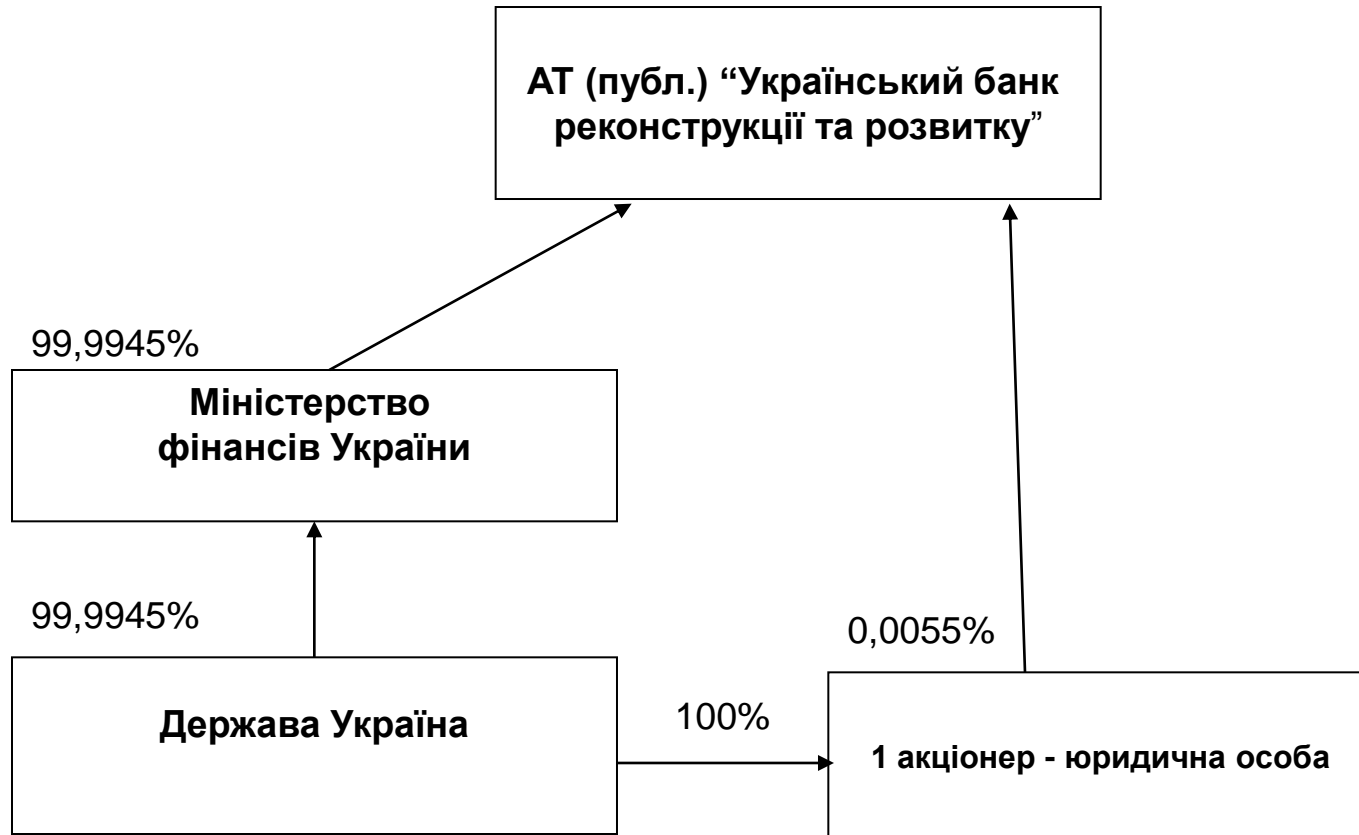 АТ (публ.) “Український банк
реконструкції та розвитку”
99,9945%
Міністерство
фінансів України
99,9945%
0,0055%
Держава Україна
100%
1 акціонер - юридична особа